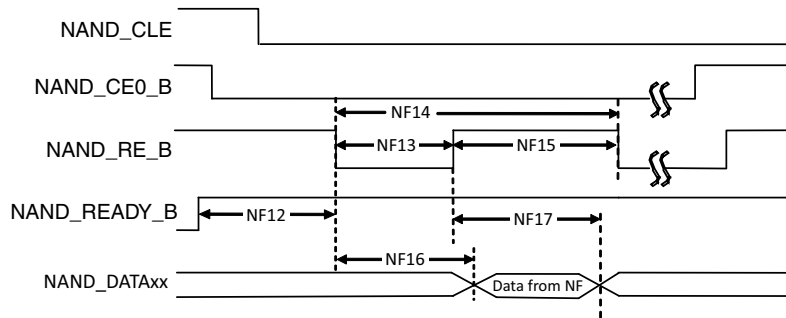 NAND_CLE
NAND_CE0_B
NF14
NAND_RE_B
NF13
NF15
NAND_READY_B
NF12
NF17
NF16
NAND_DATAxx
Data from NF